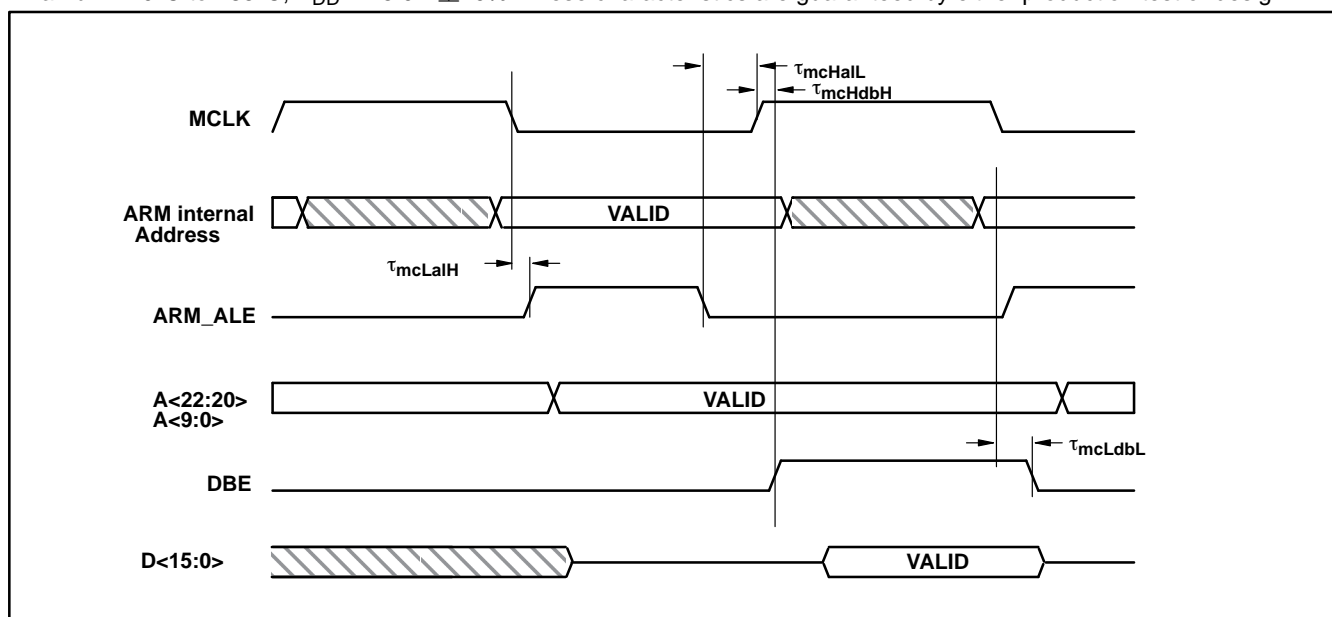 τmcHalL
τmcHdbH
MCLK
ARM internal
Address
VALID
τmcLalH
ARM_ALE
A<22:20>
A<9:0>
VALID
τmcLdbL
DBE
D<15:0>
VALID